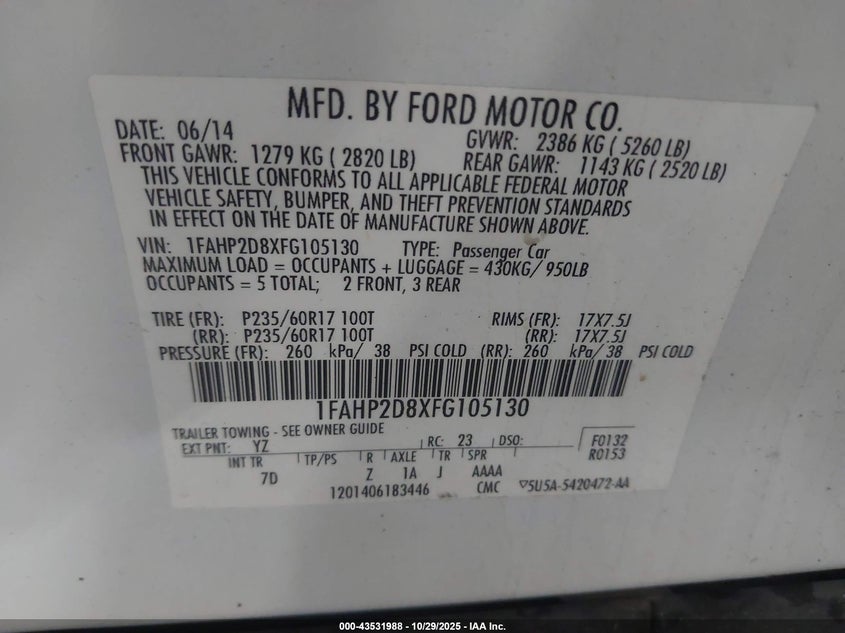 MFD. BY FORD MOTOR CO.
DATE: 06/14 GVWR: 2386 KG ( 5260 LB)
FRONT GAWR: 1279 KG ( 2820 LB) REAR GAWR: 1143 KG ( 2520 LB)
THIS VEHICLE CONFORMS TO ALL APPLICABLE FEDERAL MOTOR
VEHICLE SAFETY, BUMPER, AND THEFT PREVENTION STANDARDS
IN EFFECT ON THE DATE OF MANUFACTURE SHOWN ABOVE.
VIN: 1FAHP2D8XFG105130 TYPE: Passenger Car
MAXIMUM LOAD = OCCUPANTS + LUGGAGE = 430KG/ 950LB
OCCUPANTS = 5 TOTAL; 2 FRONT, 3 REAR
TIRE (FR): P235/60R17 100T RIMS (FR): 17X7.5J
(RR): P235/60R17 100T (RR): 17X7.5J
PRESSURE (FR): 260 kPa/ 38 PSI COLD (RR): 260 kPa/ 38 PSI COLD
1FAHP2D8XFG105130
TRAILER TOWING - SEE OWNER GUIDE
EXT PNT: YZ RC: 23 DSO: F0132
R0153
INT TR TP/PS R AXLE TR SPR
7D Z 1A J AAAA
1201406183446 CMC ▽5U5A-5420472-AA
000-43531988 - 10/29/2025 - IAA Inc.